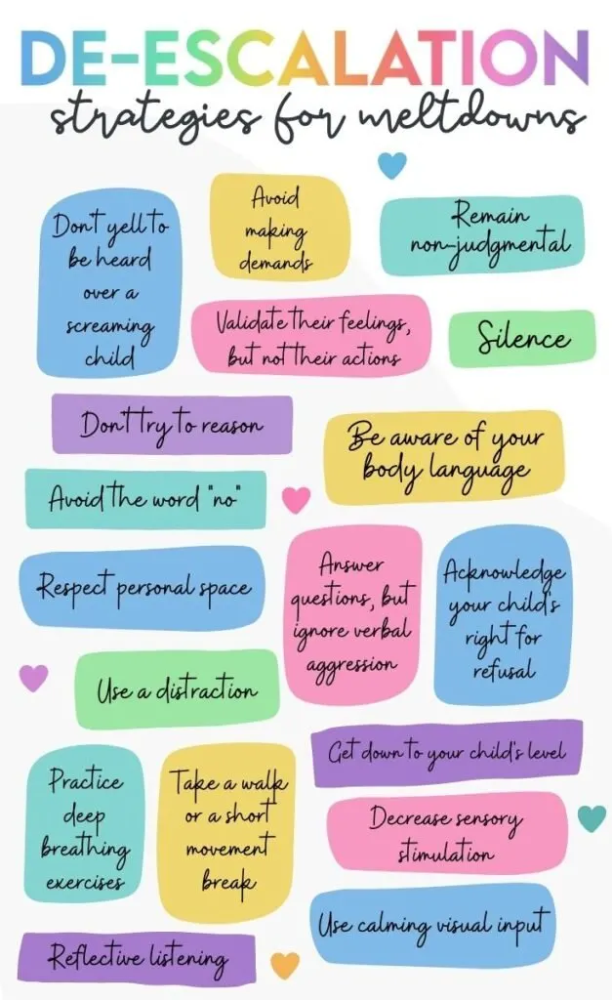 DE-ESCALATION
strategies for meltdowns
Don't yell to
be heard
over a
screaming
child
Avoid
making
demands
Remain
non-judgmental
Validate their feelings,
but not their actions
Silence
Don't try to reason
Be aware of your
body language
Avoid the word "no"
Respect personal space
Answer
questions, but
ignore verbal
aggression
Acknowledge
your child's
right for
refusal
Use a distraction
Get down to your child's level
Practice
deep
breathing
exercises
Take a walk
or a short
movement
break
Decrease sensory
stimulation
Use calming visual input
Reflective listening